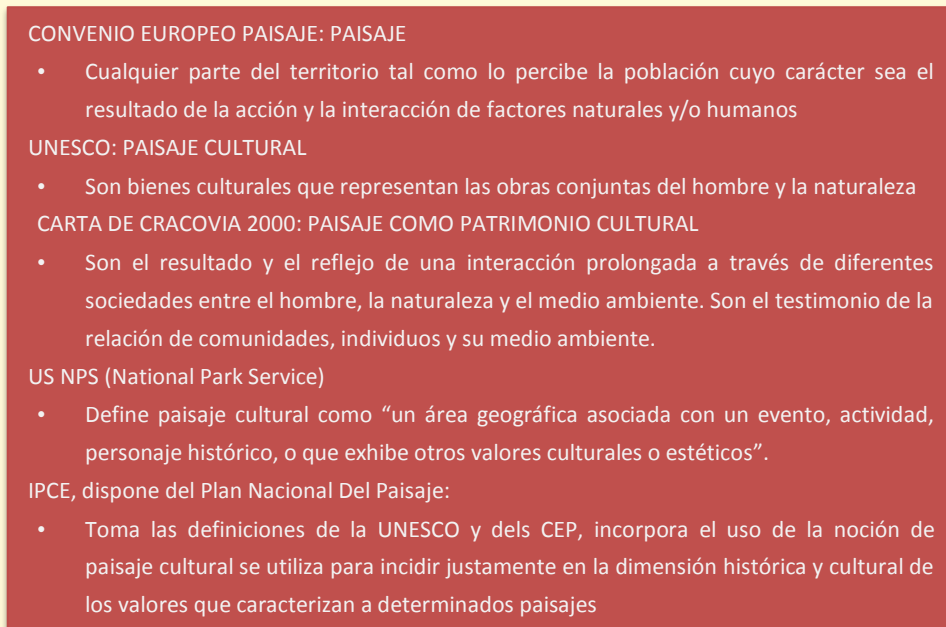 CONVENIO EUROPEO PAISAJE: PAISAJE
• Cualquier parte del territorio tal como lo percibe la población cuyo carácter sea el
resultado de la acción y la interacción de factores naturales y/o humanos
UNESCO: PAISAJE CULTURAL
• Son bienes culturales que representan las obras conjuntas del hombre y la naturaleza
CARTA DE CRACOVIA 2000: PAISAJE COMO PATRIMONIO CULTURAL
• Son el resultado y el reflejo de una interacción prolongada a través de diferentes
sociedades entre el hombre, la naturaleza y el medio ambiente. Son el testimonio de la
relación de comunidades, individuos y su medio ambiente.
US NPS (National Park Service)
• Define paisaje cultural como “un área geográfica asociada con un evento, actividad,
personaje histórico, o que exhibe otros valores culturales o estéticos”.
IPCE, dispone del Plan Nacional Del Paisaje:
• Toma las definiciones de la UNESCO y dels CEP, incorpora el uso de la noción de
paisaje cultural se utiliza para incidir justamente en la dimensión histórica y cultural de
los valores que caracterizan a determinados paisajes